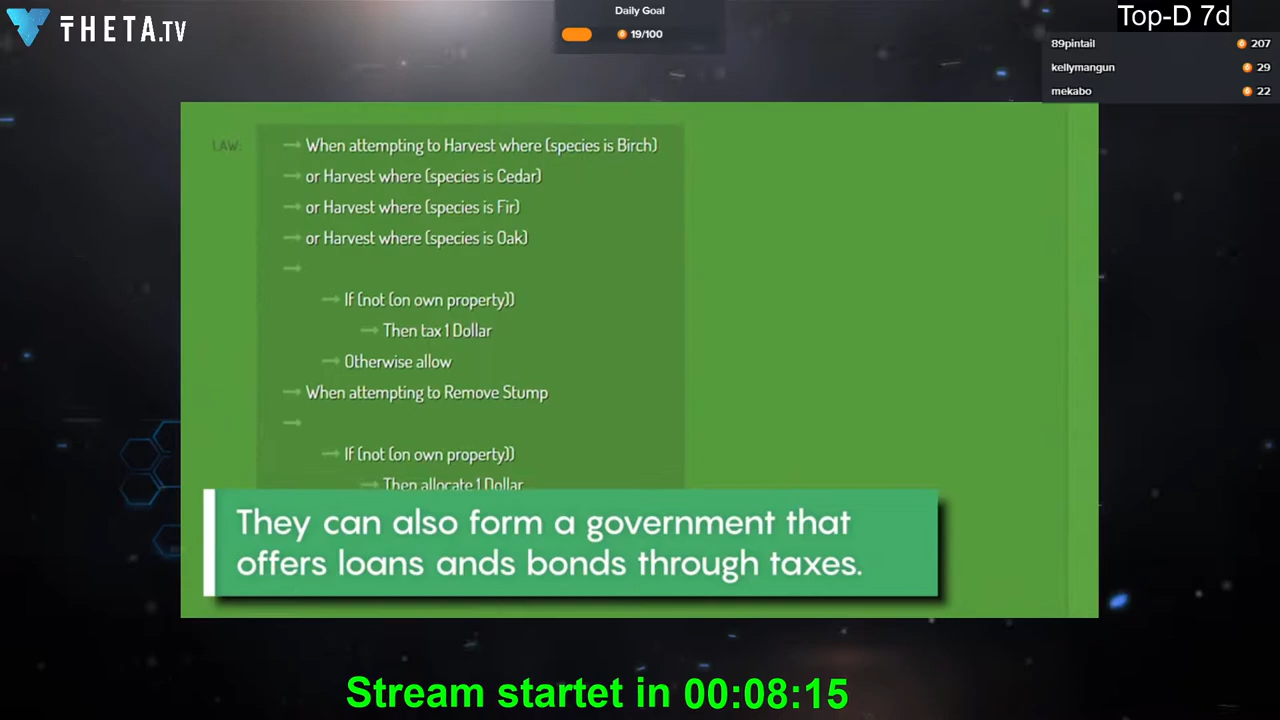 THETA.TV
Daily Goal
19/100
Top-D 7d
89pintail 207
kellymangun 29
mekabo 22
LAW:
When attempting to Harvest where (species is Birch)
or Harvest where (species is Cedar)
or Harvest where (species is Fir)
or Harvest where (species is Oak)
If (not (on own property))
Then tax 1 Dollar
Otherwise allow
When attempting to Remove Stump
If (not (on own property))
Then allocate 1 Dollar
They can also form a government that
offers loans ands bonds through taxes.
Stream startet in 00:08:15